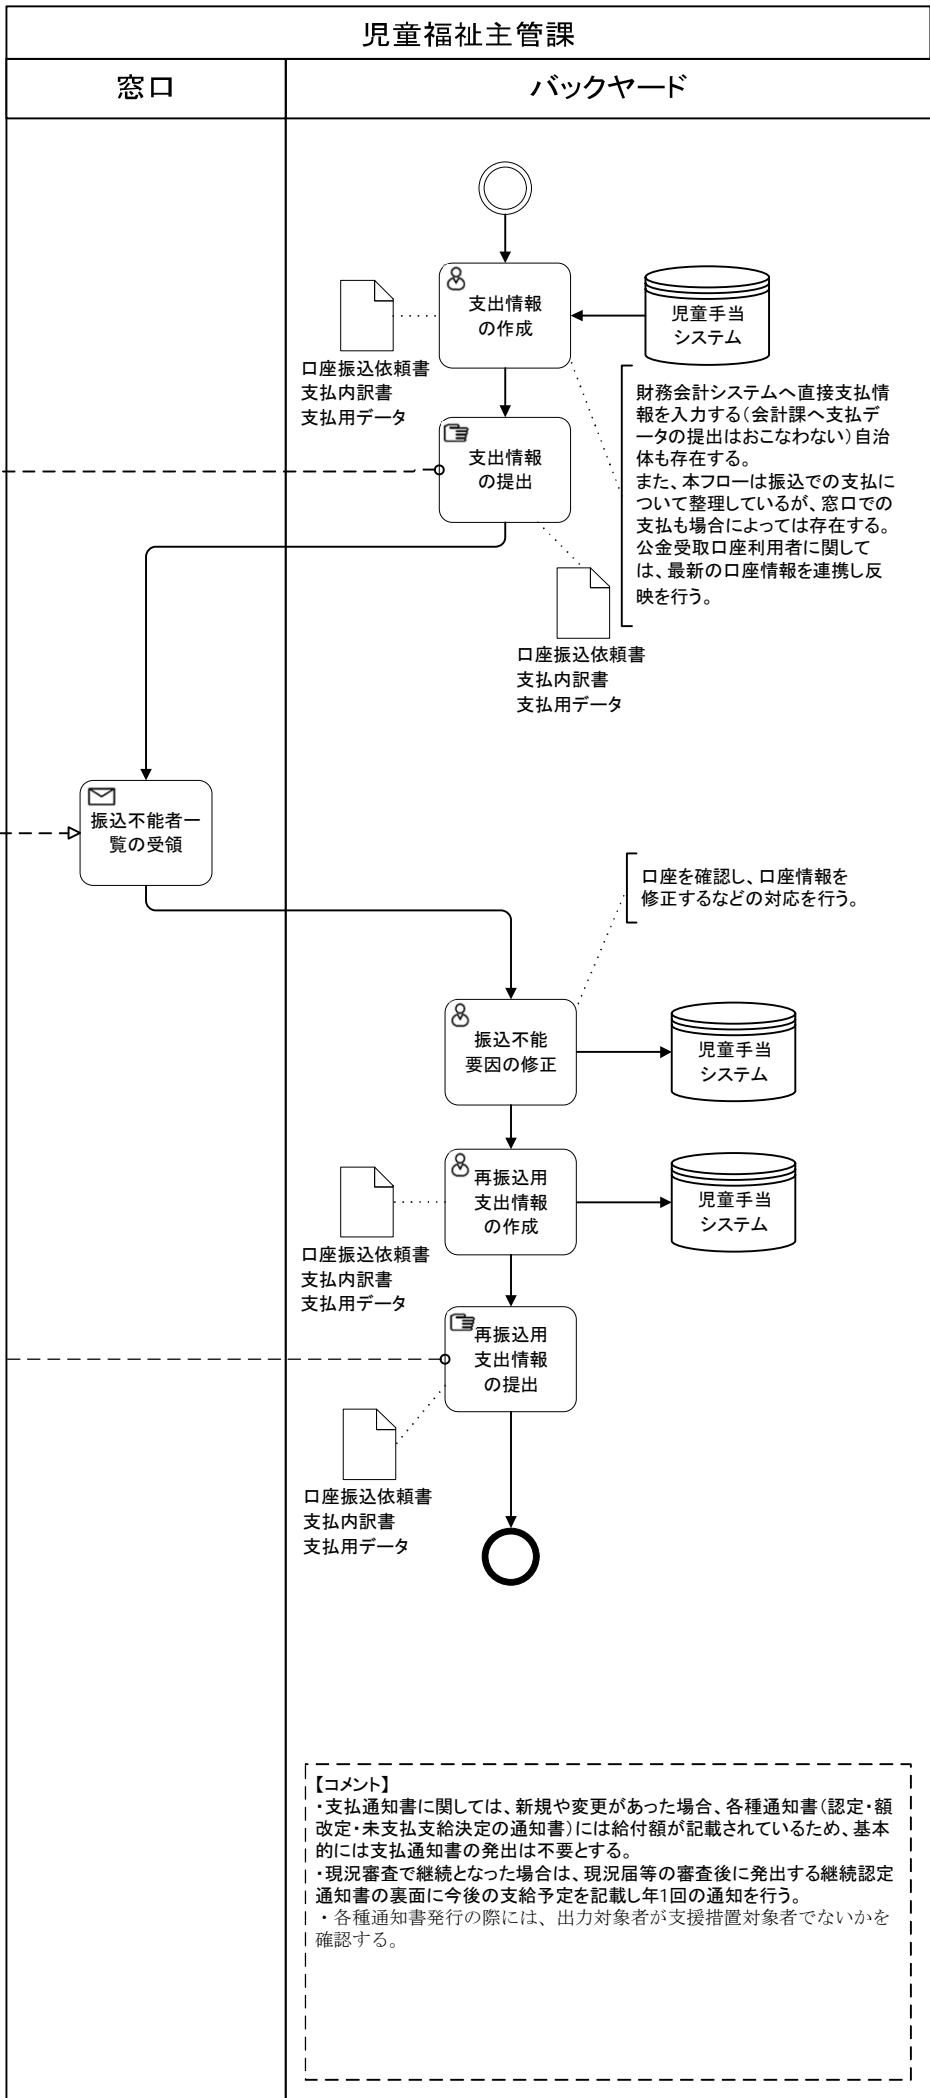 児童福祉主管課
窓口
バックヤード
支出情報
の作成
児童手当
システム
口座振込依頼書
支払内訳書
支払用データ
財務会計システムへ直接支払情
報を入力する（会計課へ支払デ
ータの提出はおこなわない）自治
体も存在する。
また、本フローは振込での支払に
ついて整理しているが、窓口での
支払も場合によっては存在する。
公金受取口座利用者に関して
は、最新の口座情報を連携し反
映を行う。
支出情報
の提出
口座振込依頼書
支払内訳書
支払用データ
振込不能者一
覧の受領
口座を確認し、口座情報を
修正するなどの対応を行う。
振込不能
要因の修正
児童手当
システム
再振込用
支出情報
の作成
児童手当
システム
口座振込依頼書
支払内訳書
支払用データ
再振込用
支出情報
の提出
口座振込依頼書
支払内訳書
支払用データ
【コメント】
・支払通知書に関しては、新規や変更があった場合、各種通知書（認定・額
改定・未支払支給決定の通知書）には給付額が記載されているため、基本
的には支払通知書の発出は不要とする。
・現況審査で継続となった場合は、現況届等の審査後に発出する継続認定
通知書の裏面に今後の支給予定を記載し年1回の通知を行う。
・各種通知書発行の際には、出力対象者が支援措置対象者でないかを
確認する。